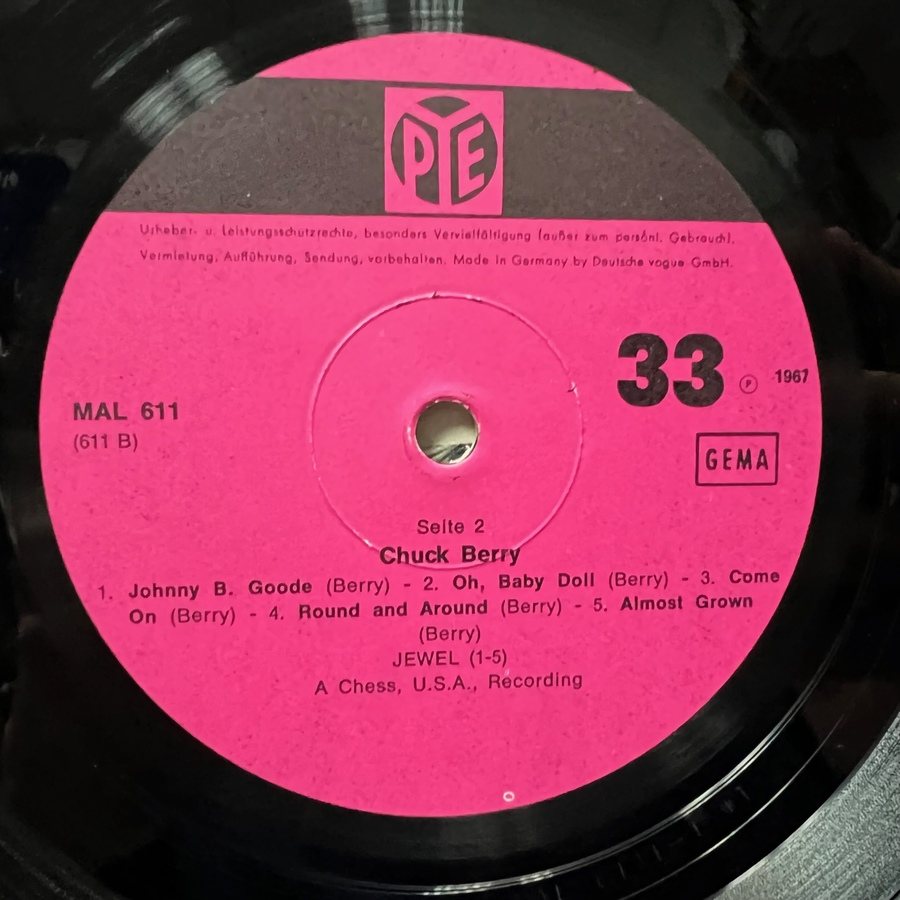 PYE
Urheber- u. Leistungsschutzrechte, besonders Vervielfältigung (außer zum persönl. Gebrauch),
Vermietung, Aufführung, Sendung, vorbehalten. Made in Germany by Deutsche vogue GmbH.
33 Ⓟ 1967
MAL 611
(611 B)
GEMA
Seite 2
Chuck Berry
1. Johnny B. Goode (Berry) - 2. Oh, Baby Doll (Berry) - 3. Come
On (Berry) - 4. Round and Around (Berry) - 5. Almost Grown
(Berry)
JEWEL (1-5)
A Chess, U.S.A., Recording